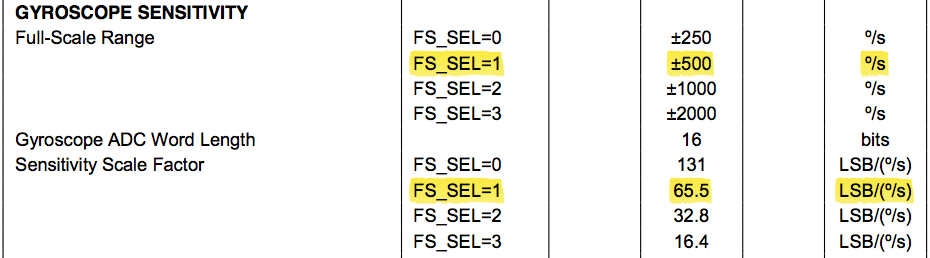 GYROSCOPE SENSITIVITY
Full-Scale Range FS_SEL=0 ±250 º/s
FS_SEL=1 ±500 º/s
FS_SEL=2 ±1000 º/s
FS_SEL=3 ±2000 º/s
Gyroscope ADC Word Length 16 bits
Sensitivity Scale Factor FS_SEL=0 131 LSB/(º/s)
FS_SEL=1 65.5 LSB/(º/s)
FS_SEL=2 32.8 LSB/(º/s)
FS_SEL=3 16.4 LSB/(º/s)